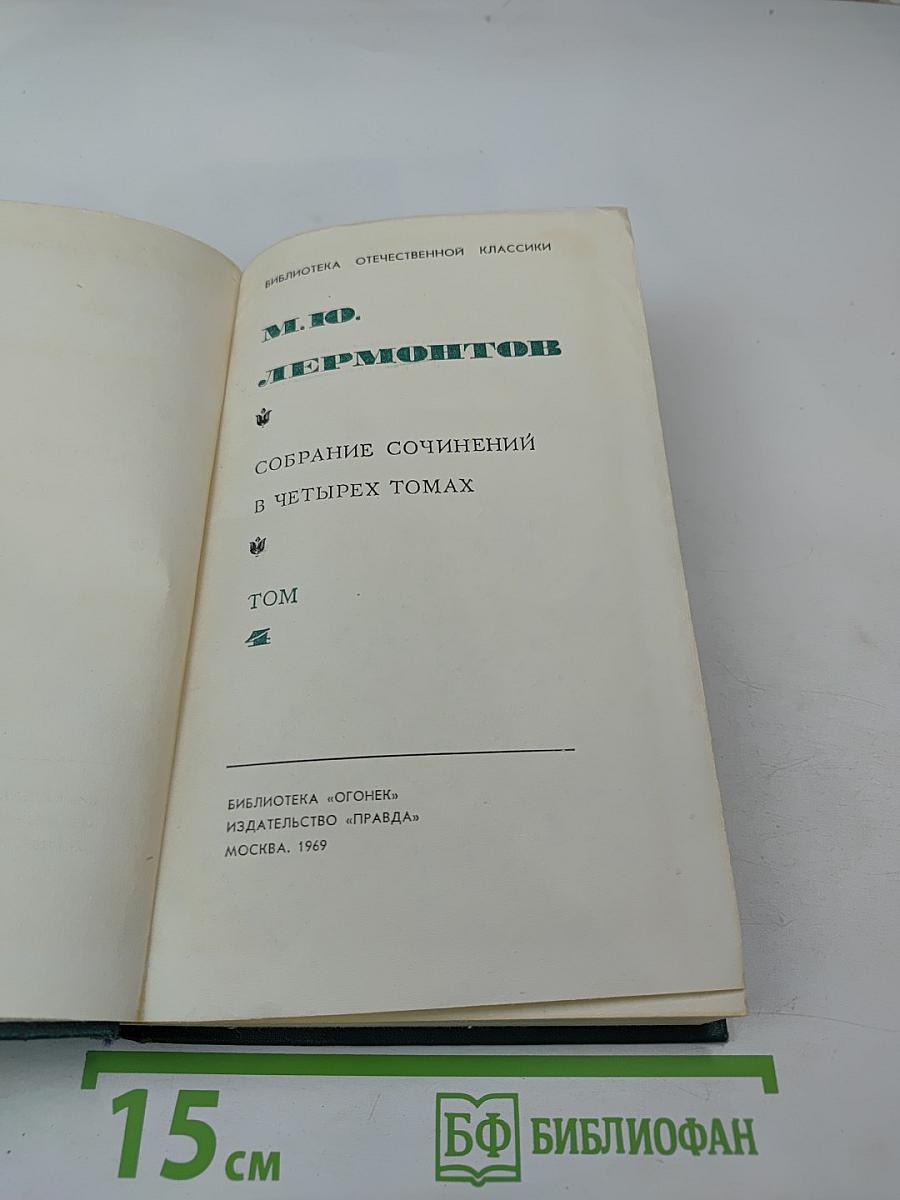 БИБЛИОТЕКА ОТЕЧЕСТВЕННОЙ КЛАССИКИ
М. Ю.
ЛЕРМОНТОВ
СОБРАНИЕ СОЧИНЕНИЙ
В ЧЕТЫРЕХ ТОМАХ
ТОМ
4
БИБЛИОТЕКА «ОГОНЕК»
ИЗДАТЕЛЬСТВО «ПРАВДА»
МОСКВА. 1969
15 см
БФ БИБЛИОФАН